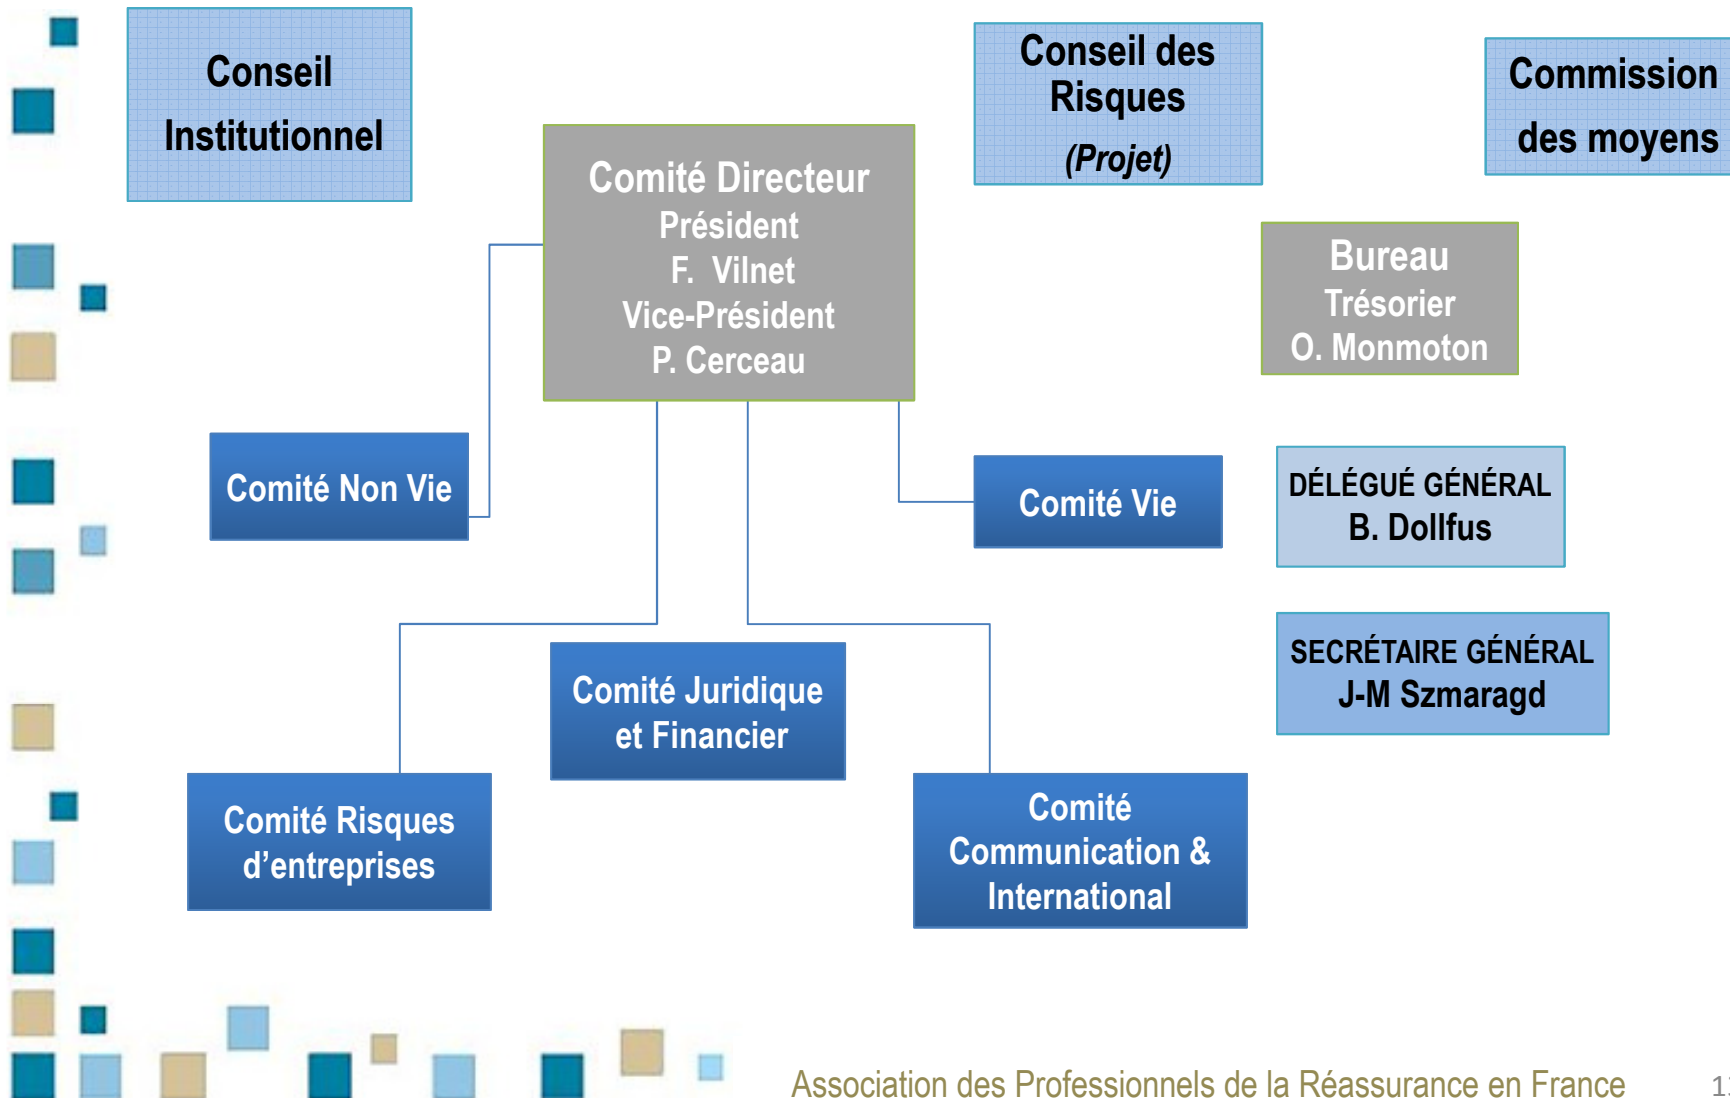 Conseil
Institutionnel
Conseil des
Risques
(Projet)
Commission
des moyens
Comité Directeur
Président
F. Vilnet
Vice-Président
P. Cerceau
Bureau
Trésorier
O. Monmoton
Comité Non Vie
Comité Vie
DÉLÉGUÉ GÉNÉRAL
B. Dollfus
SECRÉTAIRE GÉNÉRAL
J-M Szmaragd
Comité Juridique
et Financier
Comité Risques
d’entreprises
Comité
Communication &
International
Association des Professionnels de la Réassurance en France